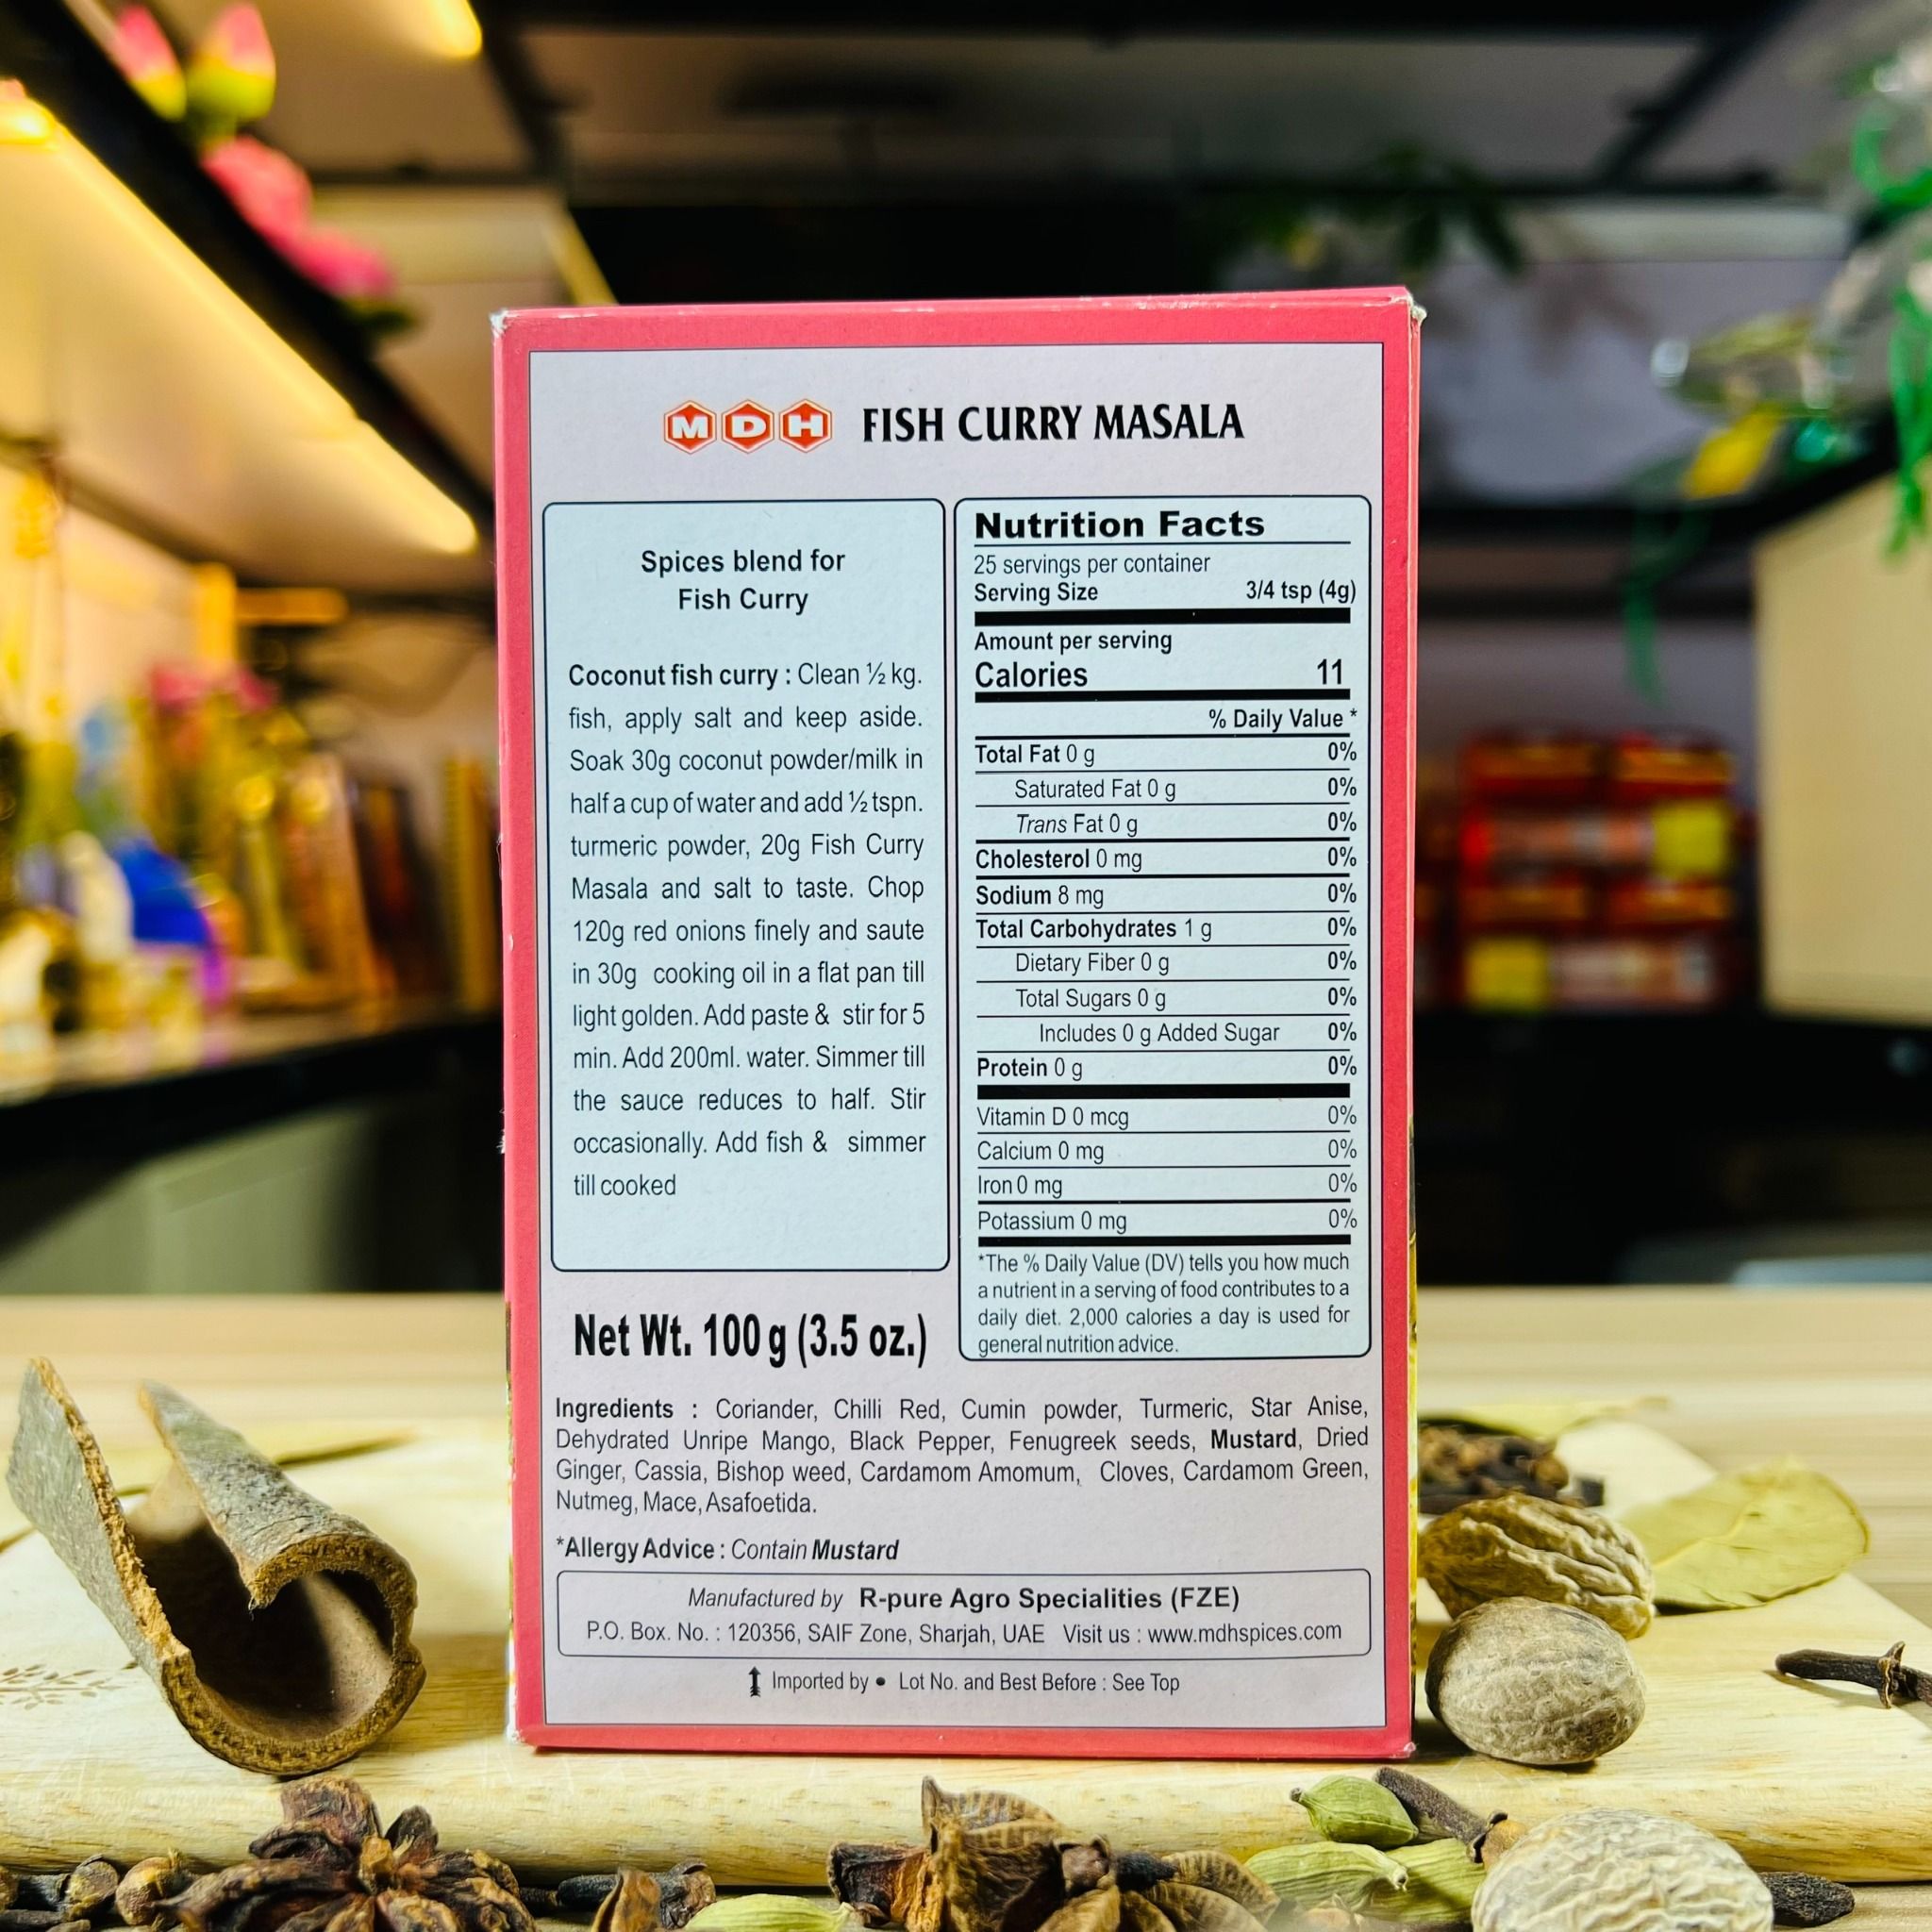 MDH FISH CURRY MASALA
Spices blend for
Fish Curry
Coconut fish curry : Clean ½ kg.
fish, apply salt and keep aside.
Soak 30g coconut powder/milk in
half a cup of water and add ½ tspn.
turmeric powder, 20g Fish Curry
Masala and salt to taste. Chop
120g red onions finely and saute
in 30g cooking oil in a flat pan till
light golden. Add paste & stir for 5
min. Add 200ml. water. Simmer till
the sauce reduces to half. Stir
occasionally. Add fish & simmer
till cooked
Net Wt. 100 g (3.5 oz.)
Nutrition Facts
25 servings per container
Serving Size 3/4 tsp (4g)
Amount per serving
Calories 11
% Daily Value *
Total Fat 0 g 0%
Saturated Fat 0 g 0%
Trans Fat 0 g 0%
Cholesterol 0 mg 0%
Sodium 8 mg 0%
Total Carbohydrates 1 g 0%
Dietary Fiber 0 g 0%
Total Sugars 0 g 0%
Includes 0 g Added Sugar 0%
Protein 0 g 0%
Vitamin D 0 mcg 0%
Calcium 0 mg 0%
Iron 0 mg 0%
Potassium 0 mg 0%
*The % Daily Value (DV) tells you how much
a nutrient in a serving of food contributes to a
daily diet. 2,000 calories a day is used for
general nutrition advice.
Ingredients : Coriander, Chilli Red, Cumin powder, Turmeric, Star Anise,
Dehydrated Unripe Mango, Black Pepper, Fenugreek seeds, Mustard, Dried
Ginger, Cassia, Bishop weed, Cardamom Amomum, Cloves, Cardamom Green,
Nutmeg, Mace, Asafoetida.
*Allergy Advice : Contain Mustard
Manufactured by R-pure Agro Specialities (FZE)
P.O. Box. No. : 120356, SAIF Zone, Sharjah, UAE Visit us : www.mdhspices.com
Imported by • Lot No. and Best Before : See Top